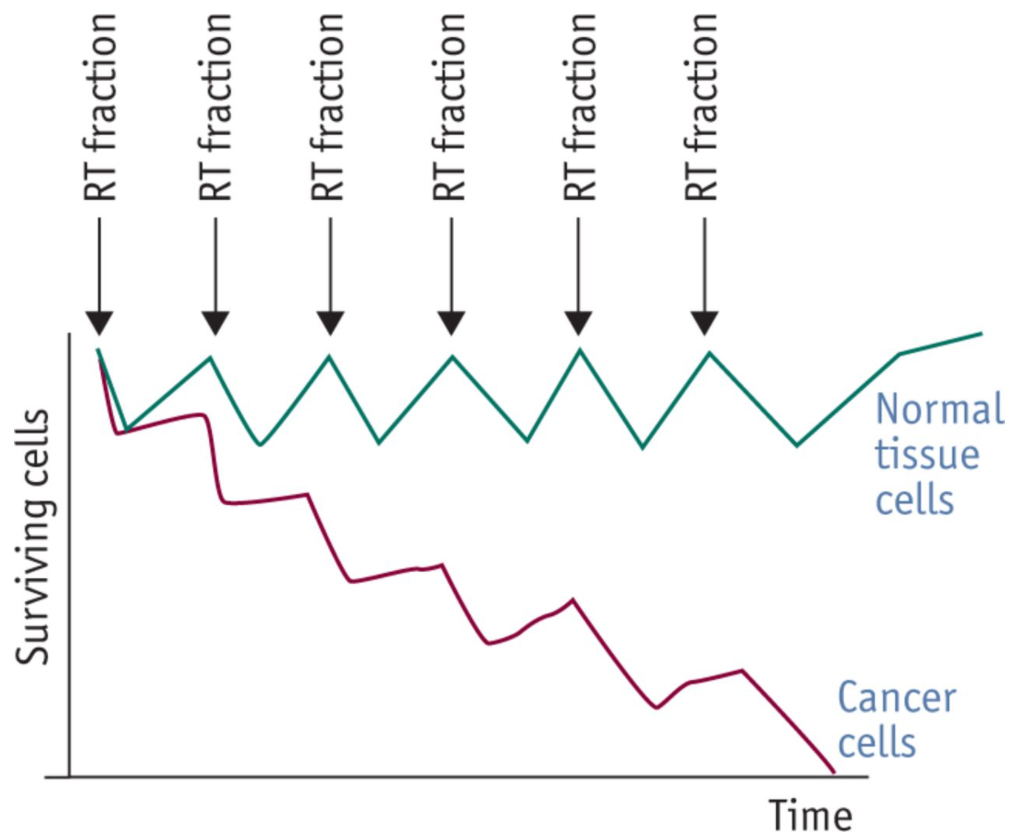 RT fraction
RT fraction
RT fraction
RT fraction
RT fraction
RT fraction
Surviving cells
Normal
tissue
cells
Cancer
cells
Time